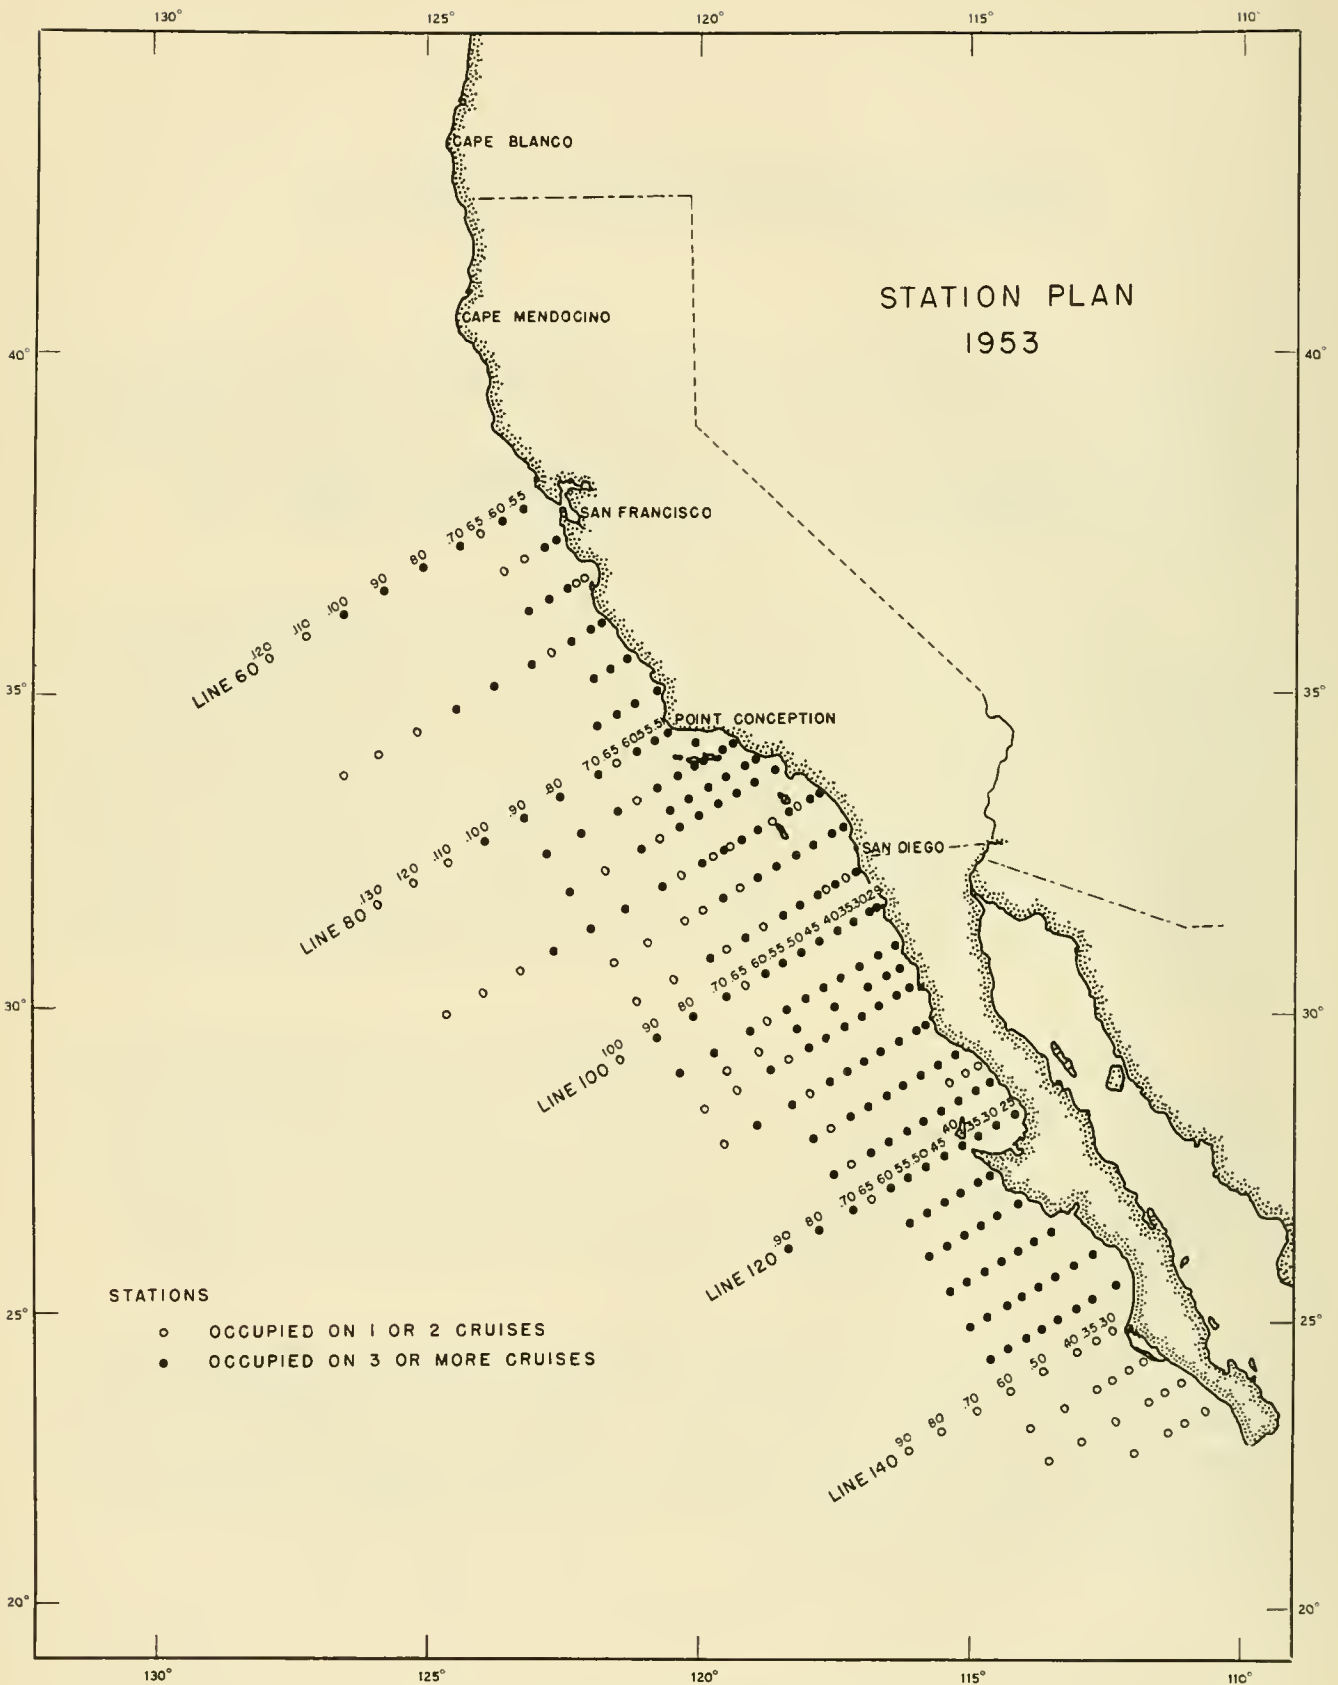 130° 125° 120° 115° 110°
CAPE BLANCO
STATION PLAN
1953
CAPE MENDOCINO
40° 40°
SAN FRANCISCO
LINE 60 .120 .110 .100 90 80 .70 65 .60 .55
35° 35°
POINT CONCEPTION
LINE 80 .130 120 .110 .100 .90 .80 70 .65 60 55
SAN DIEGO
LINE 100 100 90 80 .70 65 60 .55 .50 45 40 35 30 29
30° 30°
LINE 120 .90 80 .70 65 60 55 .50 45 40 .35 .30 25
STATIONS
OCCUPIED ON 1 OR 2 CRUISES
OCCUPIED ON 3 OR MORE CRUISES
25° 25°
LINE 140 90 80 .70 60 .50 40 .35 .30
20° 20°
130° 125° 120° 115° 110°